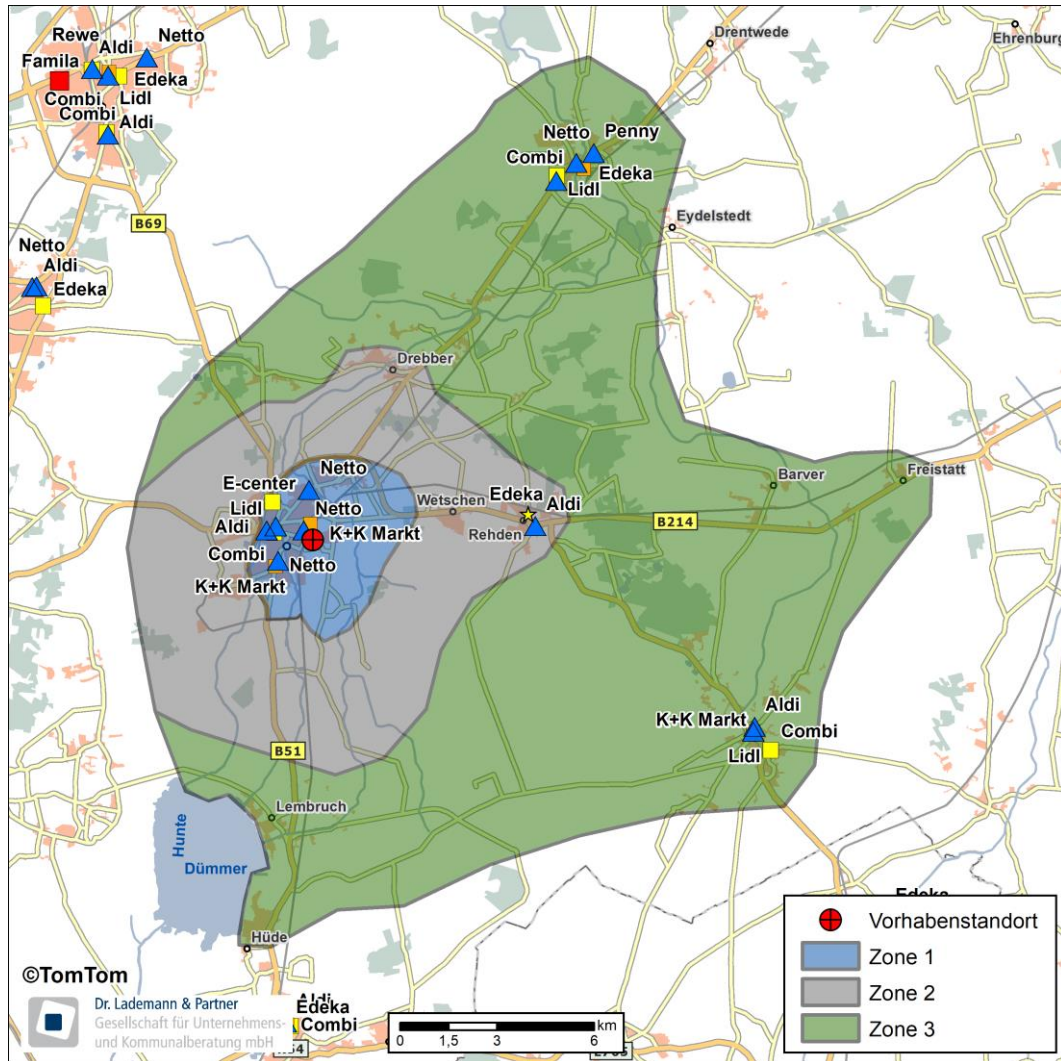 Drentwede
Ehrenburg
Rewe
Aldi
Netto
Famila
Edeka
Combi
Lidl
Combi
Aldi
Netto
Penny
Combi
Edeka
Lidl
B69
Eydelstedt
Netto
Aldi
Edeka
Drebber
Netto
E-center
Lidl
Netto
Wetschen
Edeka
Aldi
Barver
Freistatt
Aldi
K+K Markt
Rehden
B214
Combi
Netto
K+K Markt
Aldi
K+K Markt
Combi
Lidl
B51
Lembruch
Hunte
Dümmer
Hüde
Edeka
Vorhabenstandort
Zone 1
Zone 2
Zone 3
©TomTom
Dr. Lademann & Partner
Gesellschaft für Unternehmens-
und Kommunalberatung mbH
Aldi
Edeka
Combi
km
0 1,5 3 6